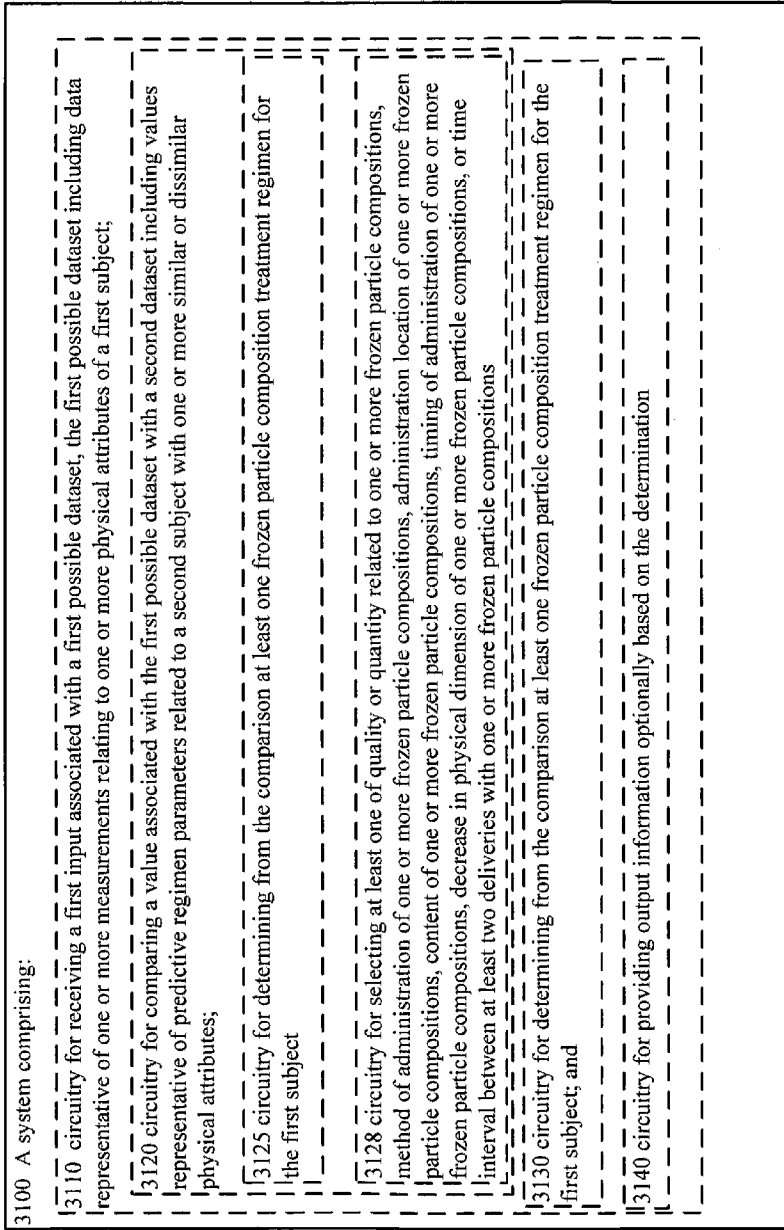 3100 A system comprising:
3110 circuitry for receiving a first input associated with a first possible dataset, the first possible dataset including data
representative of one or more measurements relating to one or more physical attributes of a first subject;
3120 circuitry for comparing a value associated with the first possible dataset with a second dataset including values
representative of predictive regimen parameters related to a second subject with one or more similar or dissimilar
physical attributes;
3125 circuitry for determining from the comparison at least one frozen particle composition treatment regimen for
the first subject
3128 circuitry for selecting at least one of quality or quantity related to one or more frozen particle compositions,
method of administration of one or more frozen particle compositions, administration location of one or more frozen
particle compositions, content of one or more frozen particle compositions, timing of administration of one or more
frozen particle compositions, decrease in physical dimension of one or more frozen particle compositions, or time
interval between at least two deliveries with one or more frozen particle compositions
3130 circuitry for determining from the comparison at least one frozen particle composition treatment regimen for the
first subject; and
3140 circuitry for providing output information optionally based on the determination